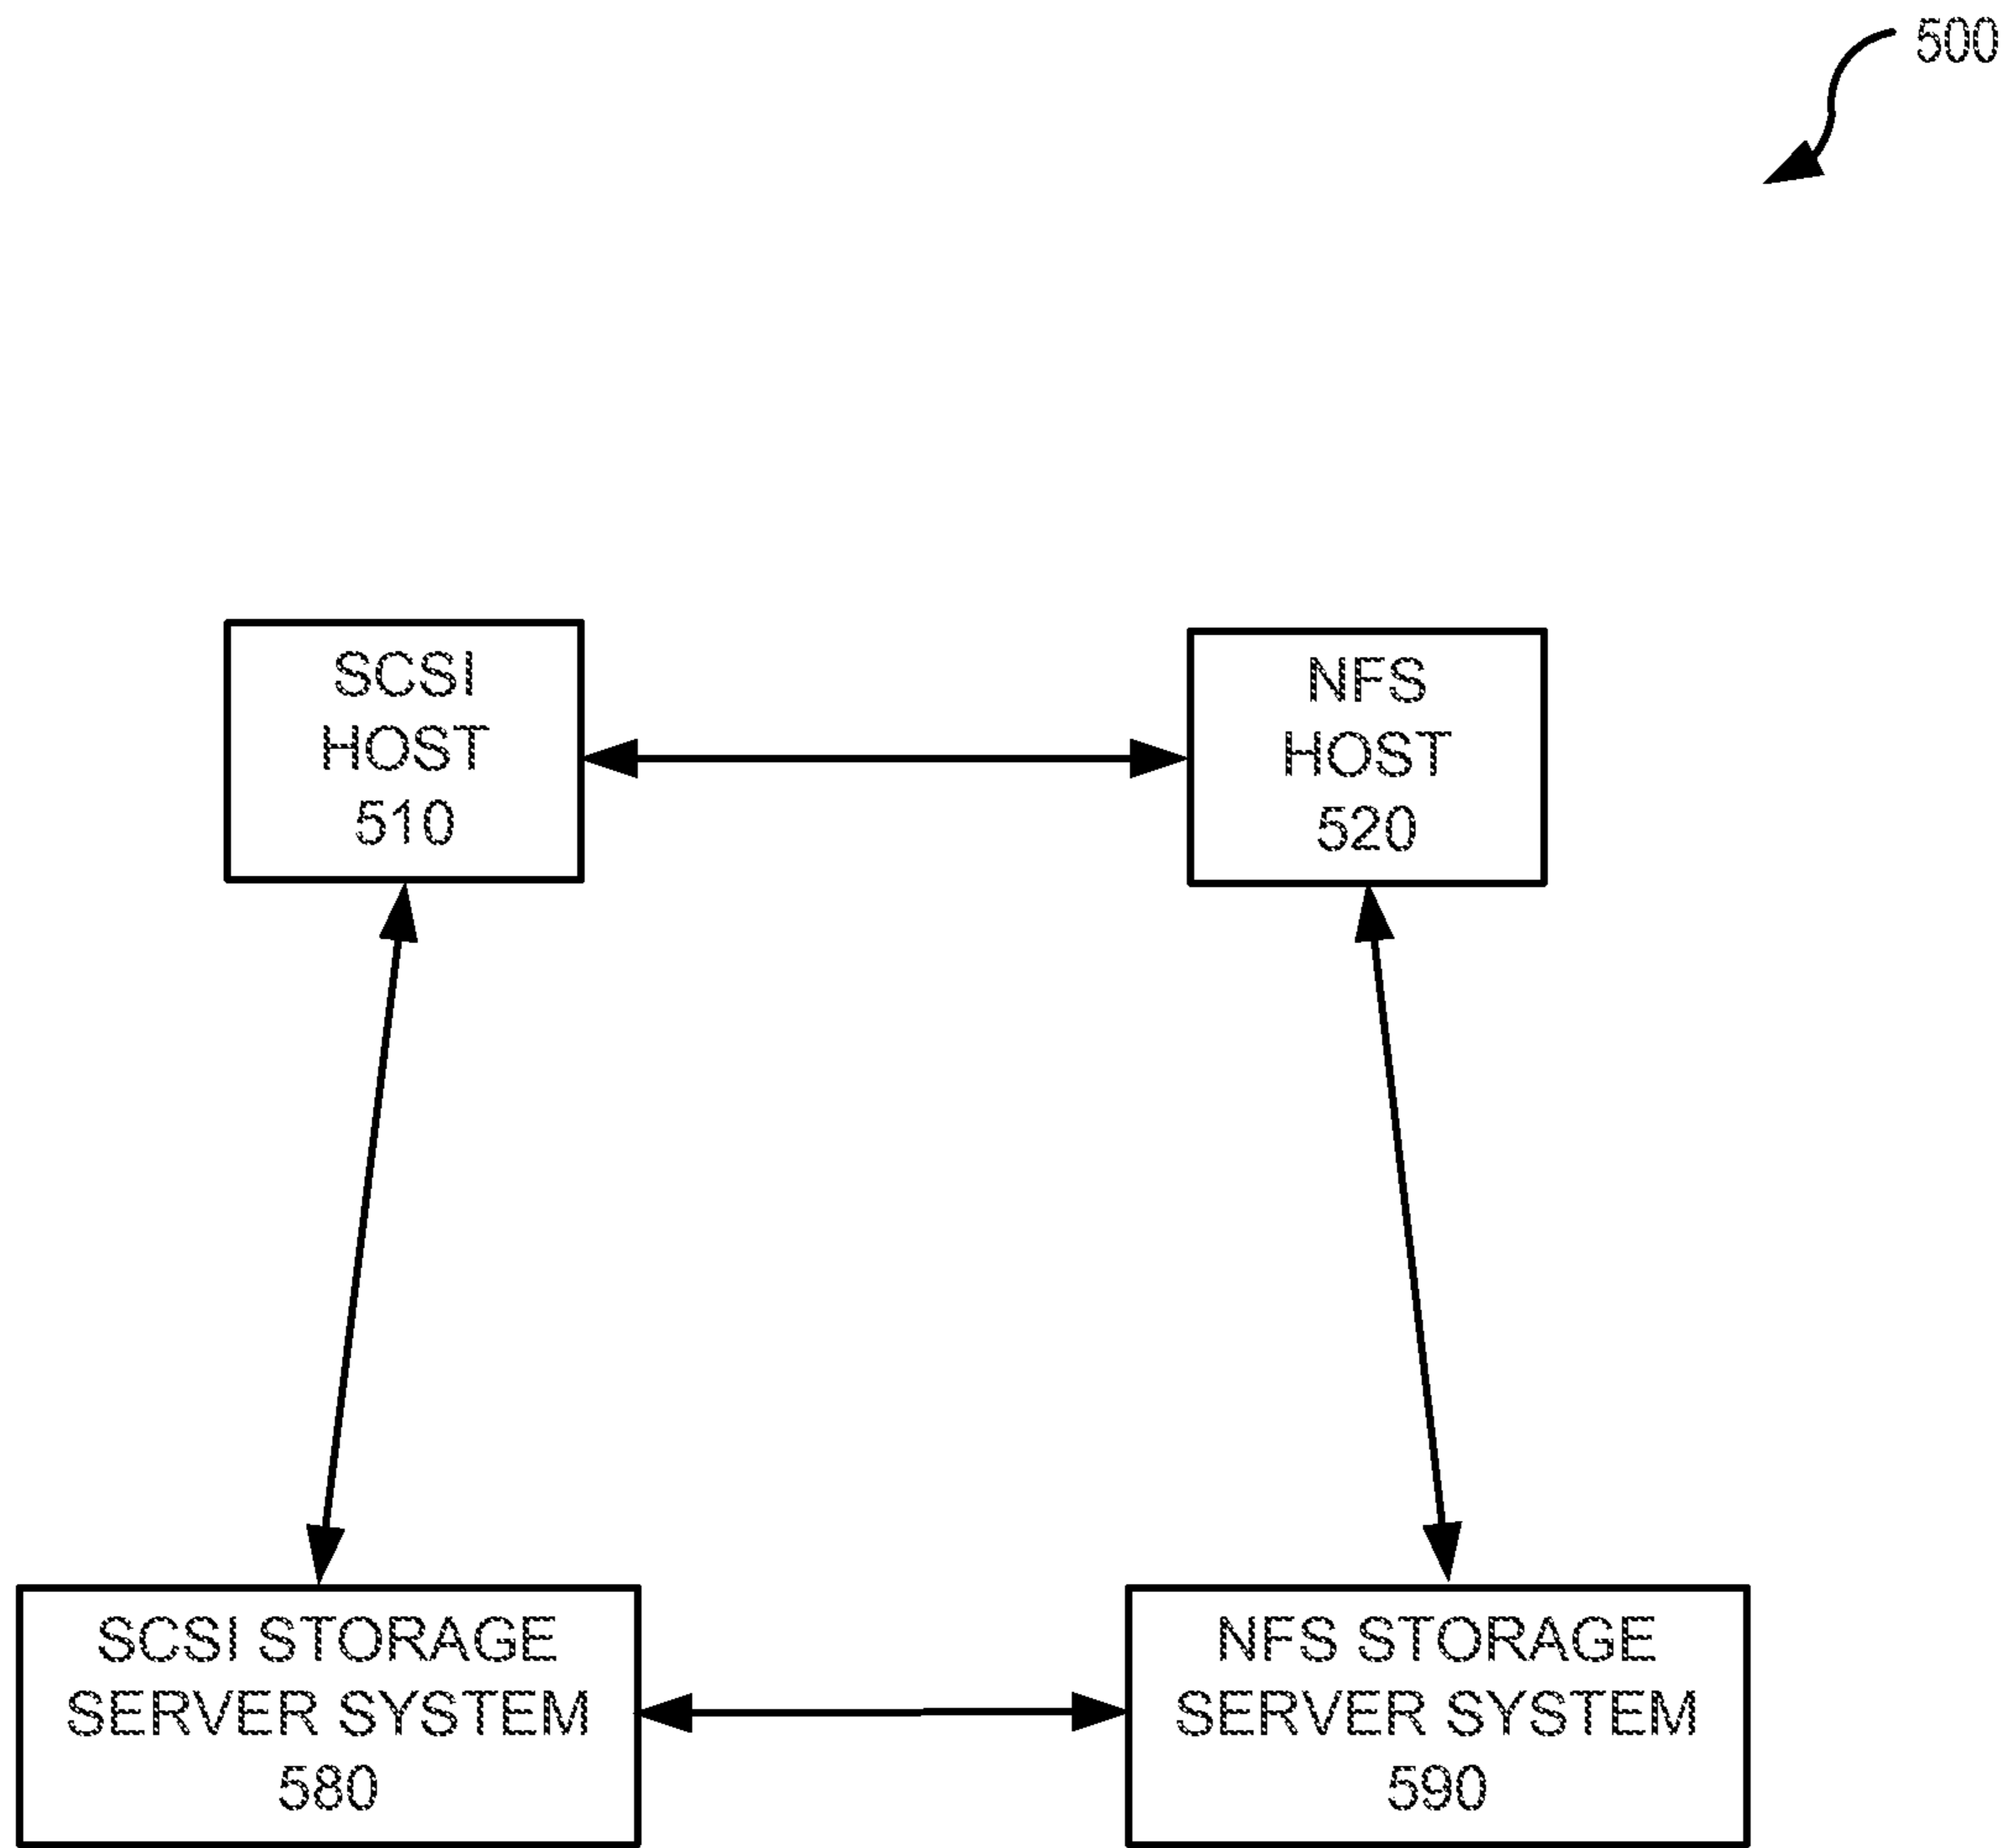 500
SCSI
HOST
510
NFS
HOST
520
SCSI STORAGE
SERVER SYSTEM
580
NFS STORAGE
SERVER SYSTEM
590